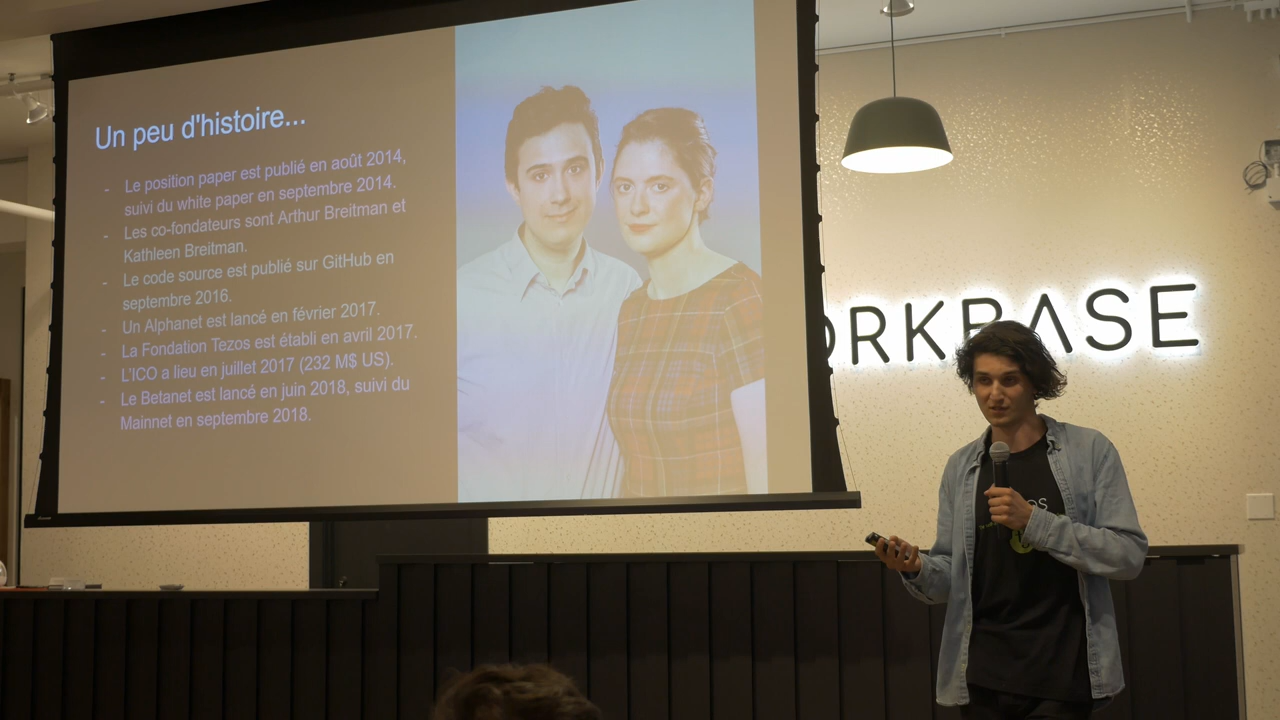 Un peu d'histoire...
- Le position paper est publié en août 2014,
suivi du white paper en septembre 2014.
- Les co-fondateurs sont Arthur Breitman et
Kathleen Breitman.
- Le code source est publié sur GitHub en
septembre 2016.
- Un Alphanet est lancé en février 2017.
- La Fondation Tezos est établi en avril 2017.
- L'ICO a lieu en juillet 2017 (232 M$ US).
- Le Betanet est lancé en juin 2018, suivi du
Mainnet en septembre 2018.
ORKBASE